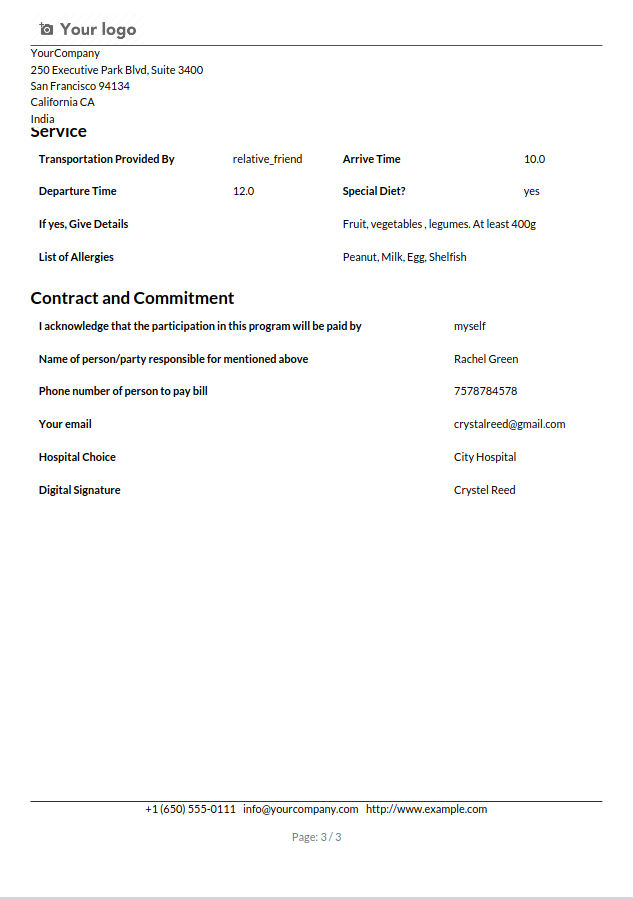 Your logo
YourCompany
250 Executive Park Blvd, Suite 3400
San Francisco 94134
California CA
India
Service
Transportation Provided By relative_friend Arrive Time 10.0
Departure Time 12.0 Special Diet? yes
If yes, Give Details Fruit, vegetables , legumes. At least 400g
List of Allergies Peanut, Milk, Egg, Shelfish
Contract and Commitment
I acknowledge that the participation in this program will be paid by myself
Name of person/party responsible for mentioned above Rachel Green
Phone number of person to pay bill 7578784578
Your email crystalreed@gmail.com
Hospital Choice City Hospital
Digital Signature Crystel Reed
+1 (650) 555-0111 info@yourcompany.com http://www.example.com
Page: 3 / 3